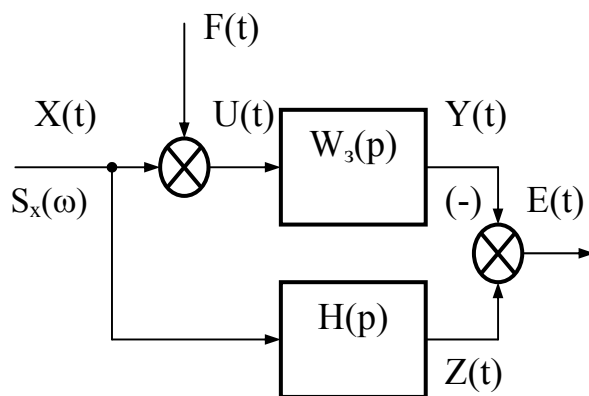 F(t)
X(t)
U(t)
Wз(p)
Y(t)
Sx(ω)
(-)
E(t)
H(p)
Z(t)